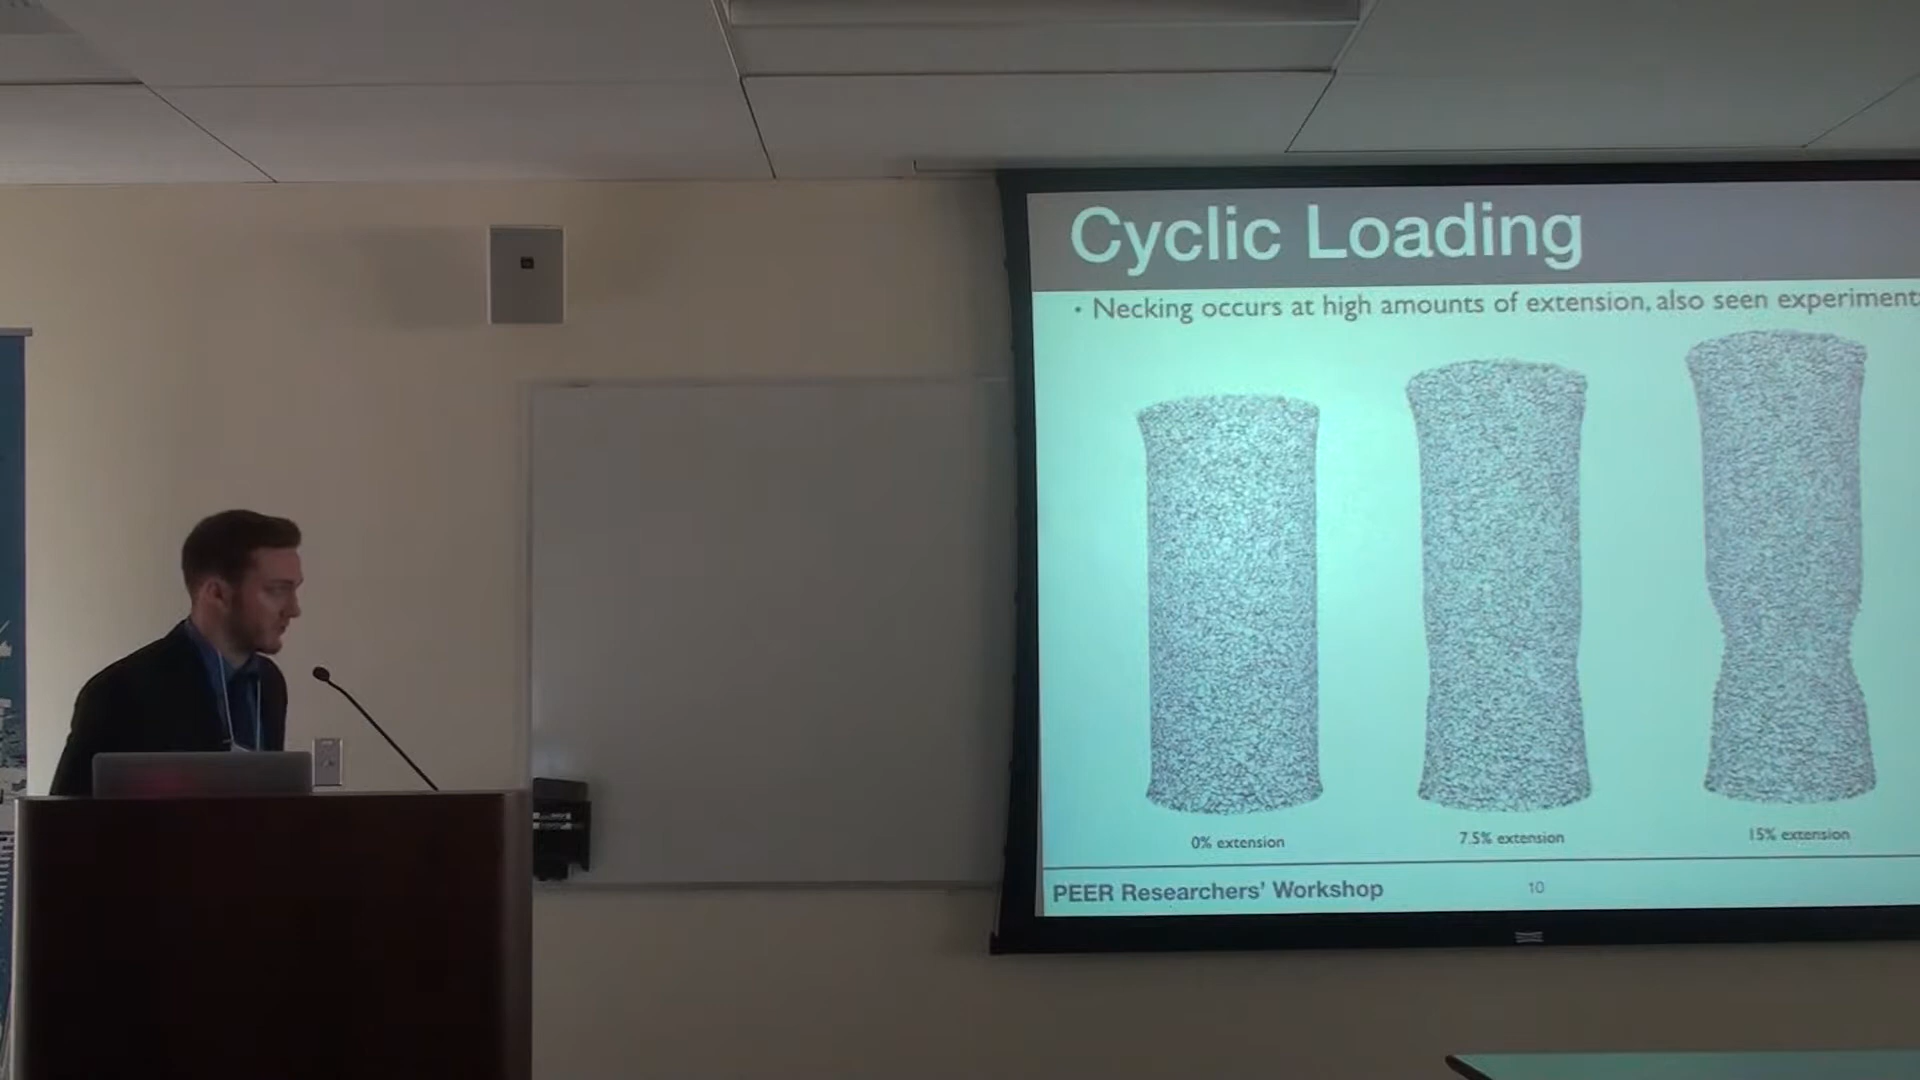 Cyclic Loading
• Necking occurs at high amounts of extension, also seen experiment
0% extension
7.5% extension
15% extension
PEER Researchers' Workshop
10